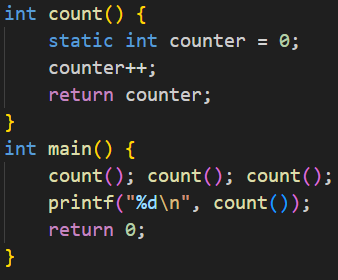 int count() {
    static int counter = 0;
    counter++;
    return counter;
}
int main() {
    count(); count(); count();
    printf("%d\n", count());
    return 0;
}